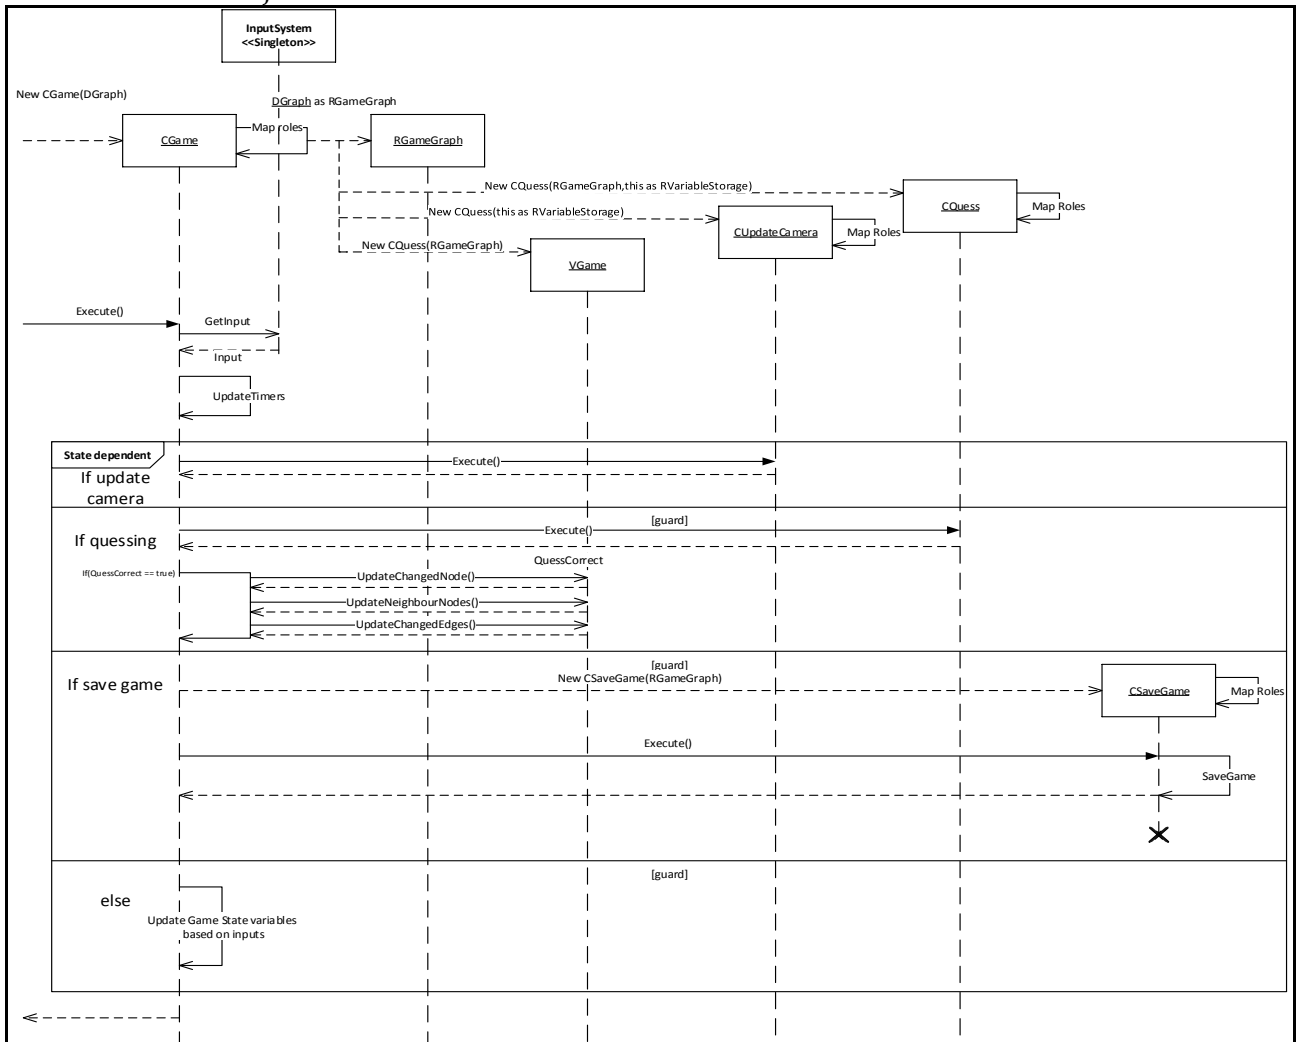 InputSystem
<<Singleton>>
New CGame(DGraph)
DGraph as RGameGraph
CGame
Map roles
RGameGraph
New CQuess(RGameGraph,this as RVariableStorage)
CQuess
Map Roles
New CQuess(this as RVariableStorage)
CUpdateCamera
Map Roles
New CQuess(RGameGraph)
VGame
Execute()
GetInput
Input
UpdateTimers
State dependent
Execute()
If update
camera
[guard]
Execute()
If quessing
QuessCorrect
If(QuessCorrect == true)
UpdateChangedNode()
UpdateNeighbourNodes()
UpdateChangedEdges()
[guard]
New CSaveGame(RGameGraph)
If save game
CSaveGame
Map Roles
Execute()
SaveGame
[guard]
else
Update Game State variables
based on inputs